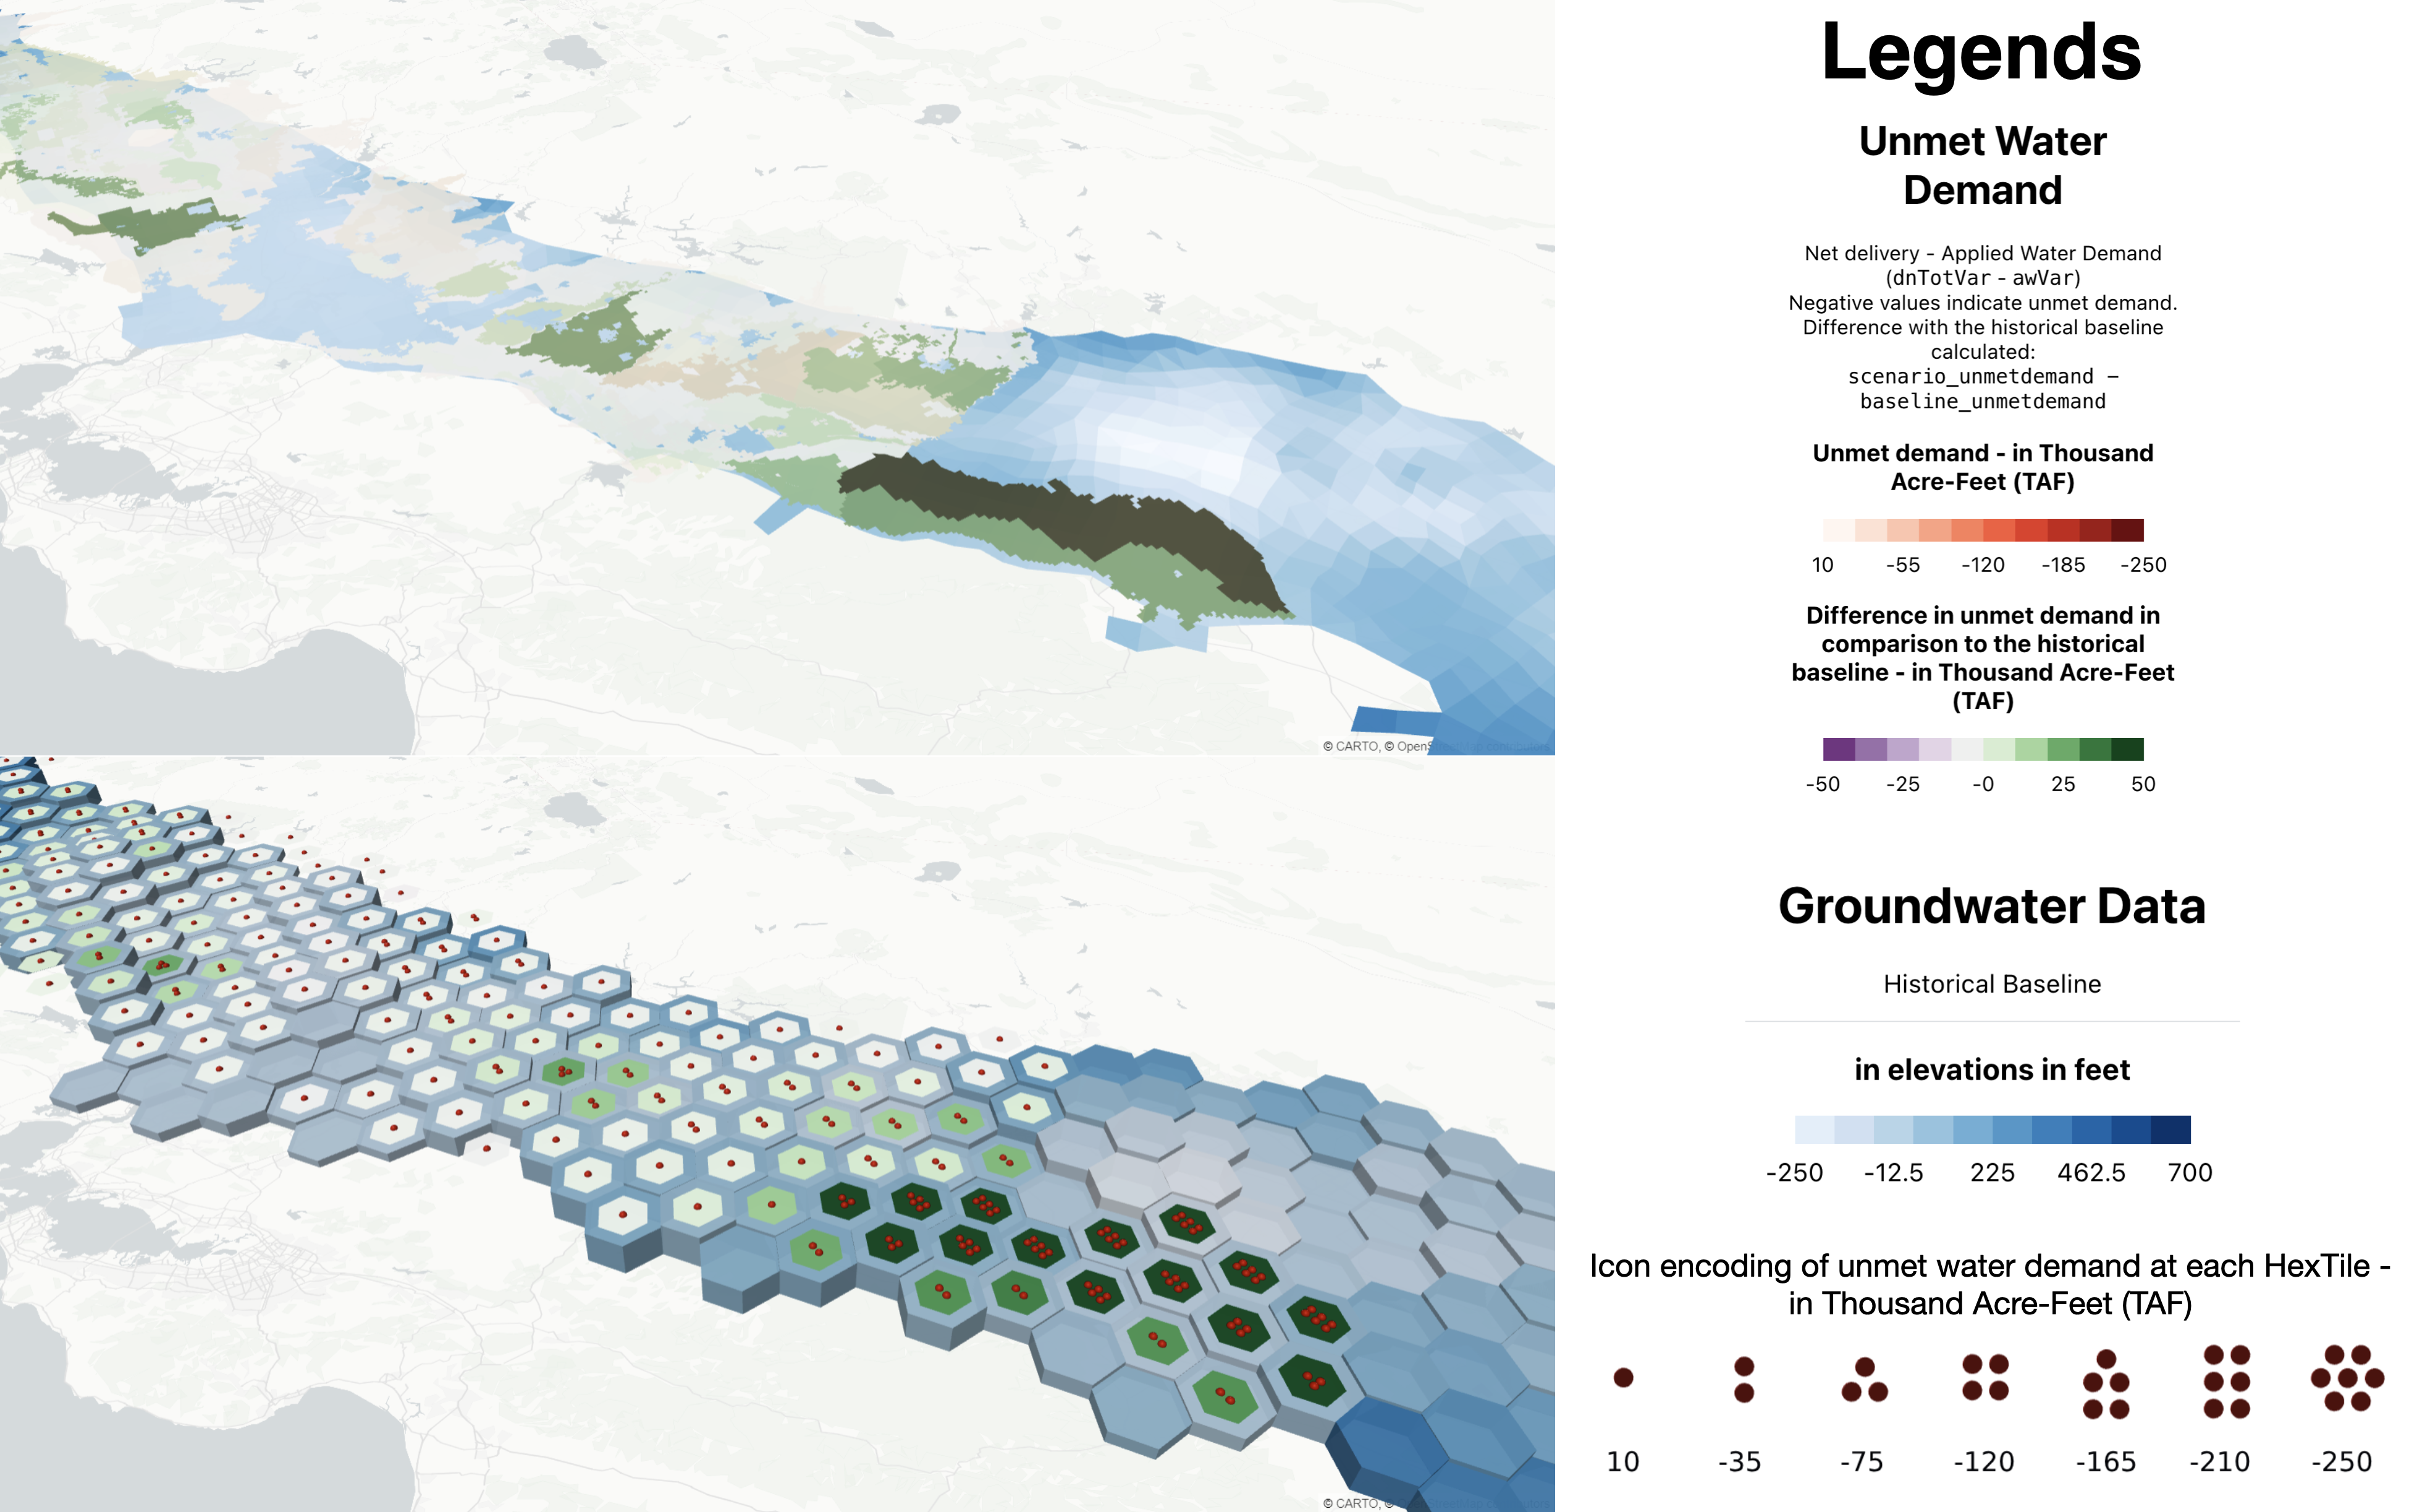 Legends
Unmet Water
Demand
Net delivery - Applied Water Demand
(dnTotVar - awVar)
Negative values indicate unmet demand.
Difference with the historical baseline
calculated:
scenario_unmetdemand –
baseline_unmetdemand
Unmet demand - in Thousand
Acre-Feet (TAF)
10 -55 -120 -185 -250
Difference in unmet demand in
comparison to the historical
baseline - in Thousand Acre-Feet
(TAF)
-50 -25 -0 25 50
© CARTO, © OpenStreetMap contributors
Groundwater Data
Historical Baseline
in elevations in feet
-250 -12.5 225 462.5 700
Icon encoding of unmet water demand at each HexTile -
in Thousand Acre-Feet (TAF)
10 -35 -75 -120 -165 -210 -250
© CARTO, ©